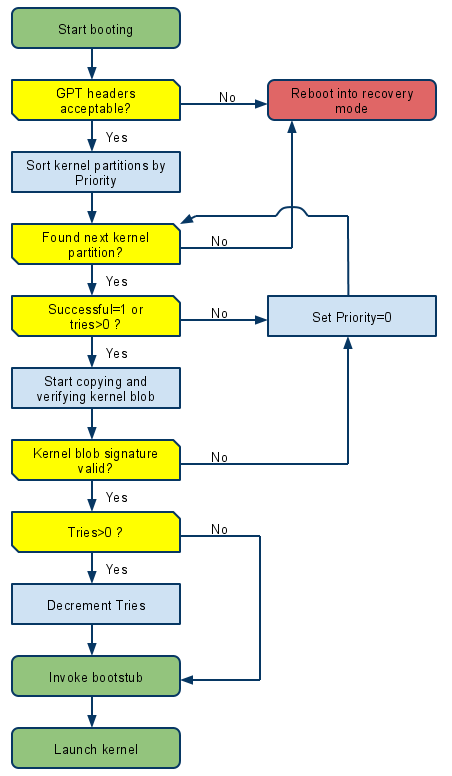 Start booting
GPT headers
acceptable?
No
Reboot into recovery
mode
Yes
Sort kernel partitions by
Priority
Found next kernel
partition?
No
Yes
Successful=1 or
tries>0 ?
No
Set Priority=0
Yes
Start copying and
verifying kernel blob
Kernel blob signature
valid?
No
Yes
Tries>0 ?
No
Yes
Decrement Tries
Invoke bootstub
Launch kernel